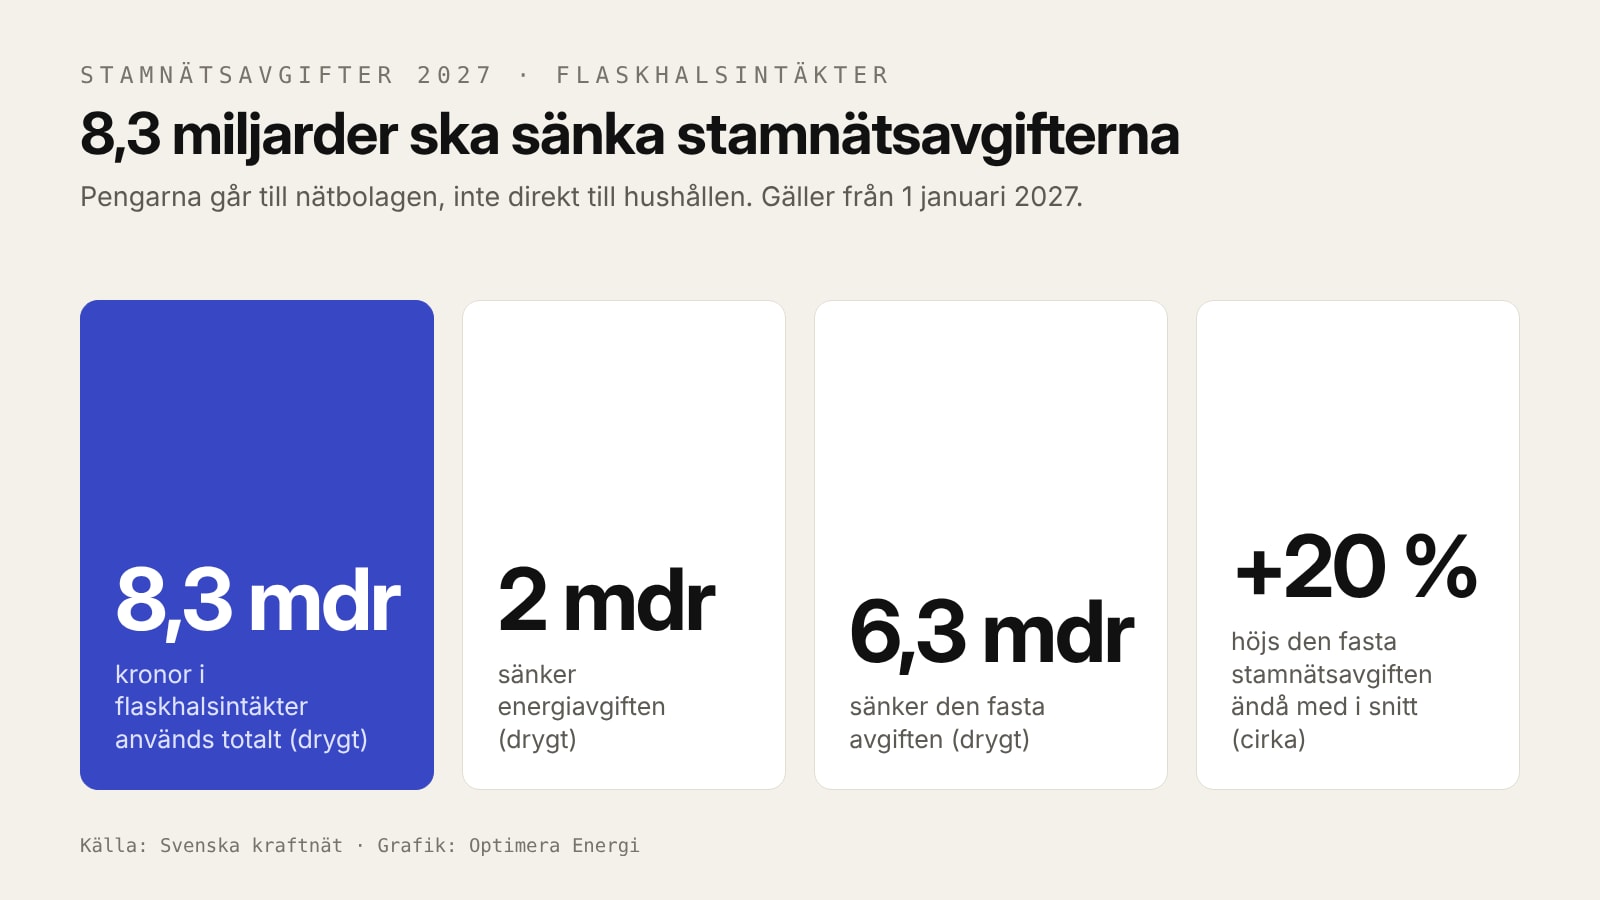 STAMNÄTSAVGIFTER 2027 · FLASKHALSINTÄKTER
8,3 miljarder ska sänka stamnätsavgifterna
Pengarna går till nätbolagen, inte direkt till hushållen. Gäller från 1 januari 2027.
8,3 mdr
kronor i
flaskhalsintäkter
används totalt (drygt)
2 mdr
sänker
energiavgiften
(drygt)
6,3 mdr
sänker den fasta
avgiften (drygt)
+20 %
höjs den fasta
stamnätsavgiften
ändå med i snitt
(cirka)
Källa: Svenska kraftnät · Grafik: Optimera Energi